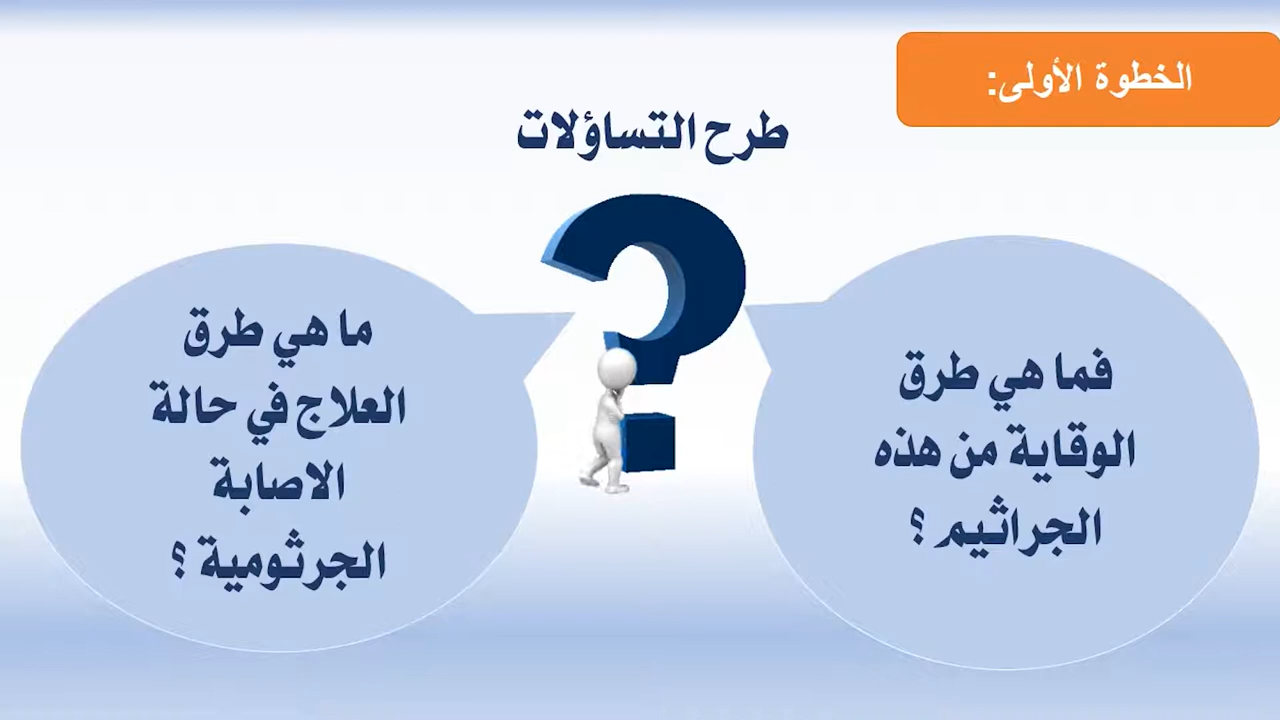 الخطوة الأولى:
طرح التساؤلات
فما هي طرق
الوقاية من هذه
الجراثيم ؟
ما هي طرق
العلاج في حالة
الاصابة
الجرثومية ؟